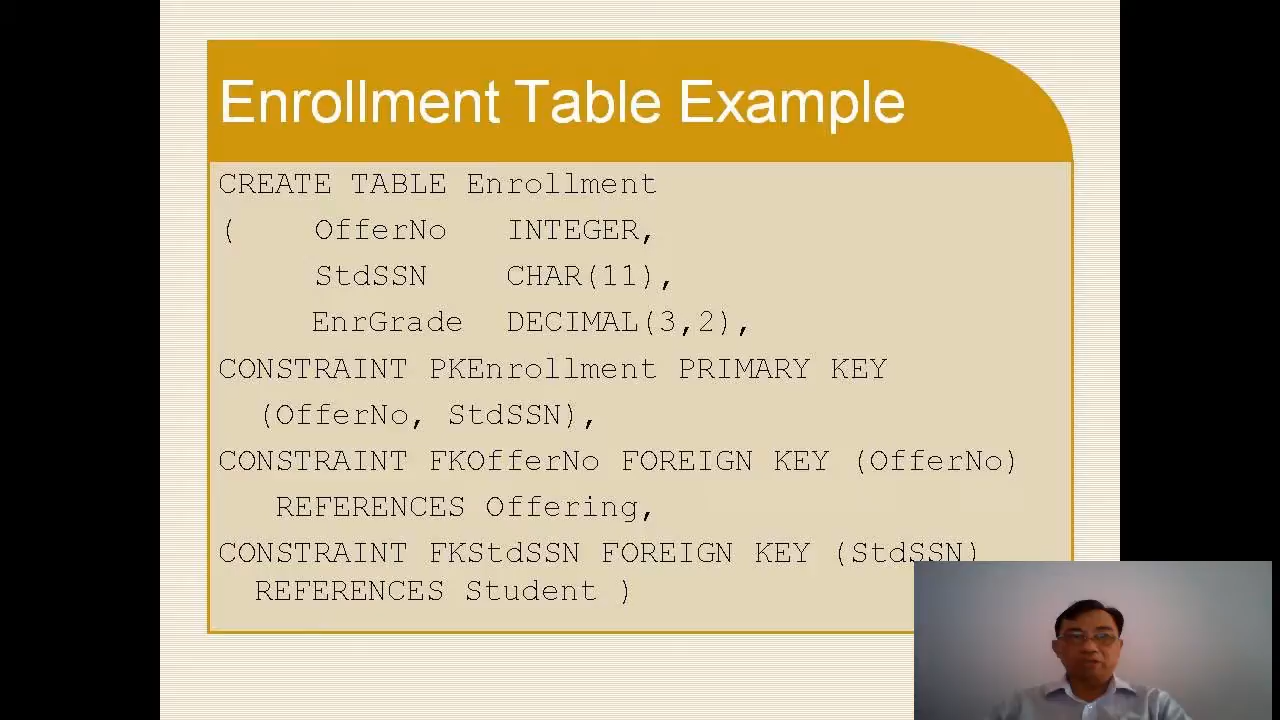 Enrollment Table Example
CREATE TABLE Enrollment
( OfferNo INTEGER,
StdSSN CHAR(11),
EnrGrade DECIMAL(3,2),
CONSTRAINT PKEnrollment PRIMARY KEY
(OfferNo, StdSSN),
CONSTRAINT FKOfferNo FOREIGN KEY (OfferNo)
REFERENCES Offering,
CONSTRAINT FKStdSSN FOREIGN KEY (StdSSN)
REFERENCES Student )